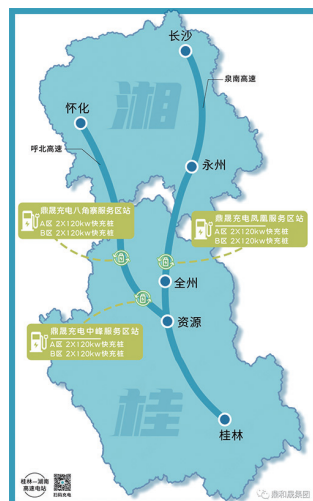 长沙
泉南高速
湘
怀化
呼北高速
永州
鼎晟充电八角寨服务区站
A区 2X120kw快充桩
B区 2X120kw快充桩
鼎晟充电凤凰服务区站
A区 2X120kw快充桩
B区 2X120kw快充桩
全州
鼎晟充电中峰服务区站
A区 2X120kw快充桩
B区 2X120kw快充桩
资源
桂
桂林
桂林—湖南
高速电站
扫码充电
鼎和晟集团